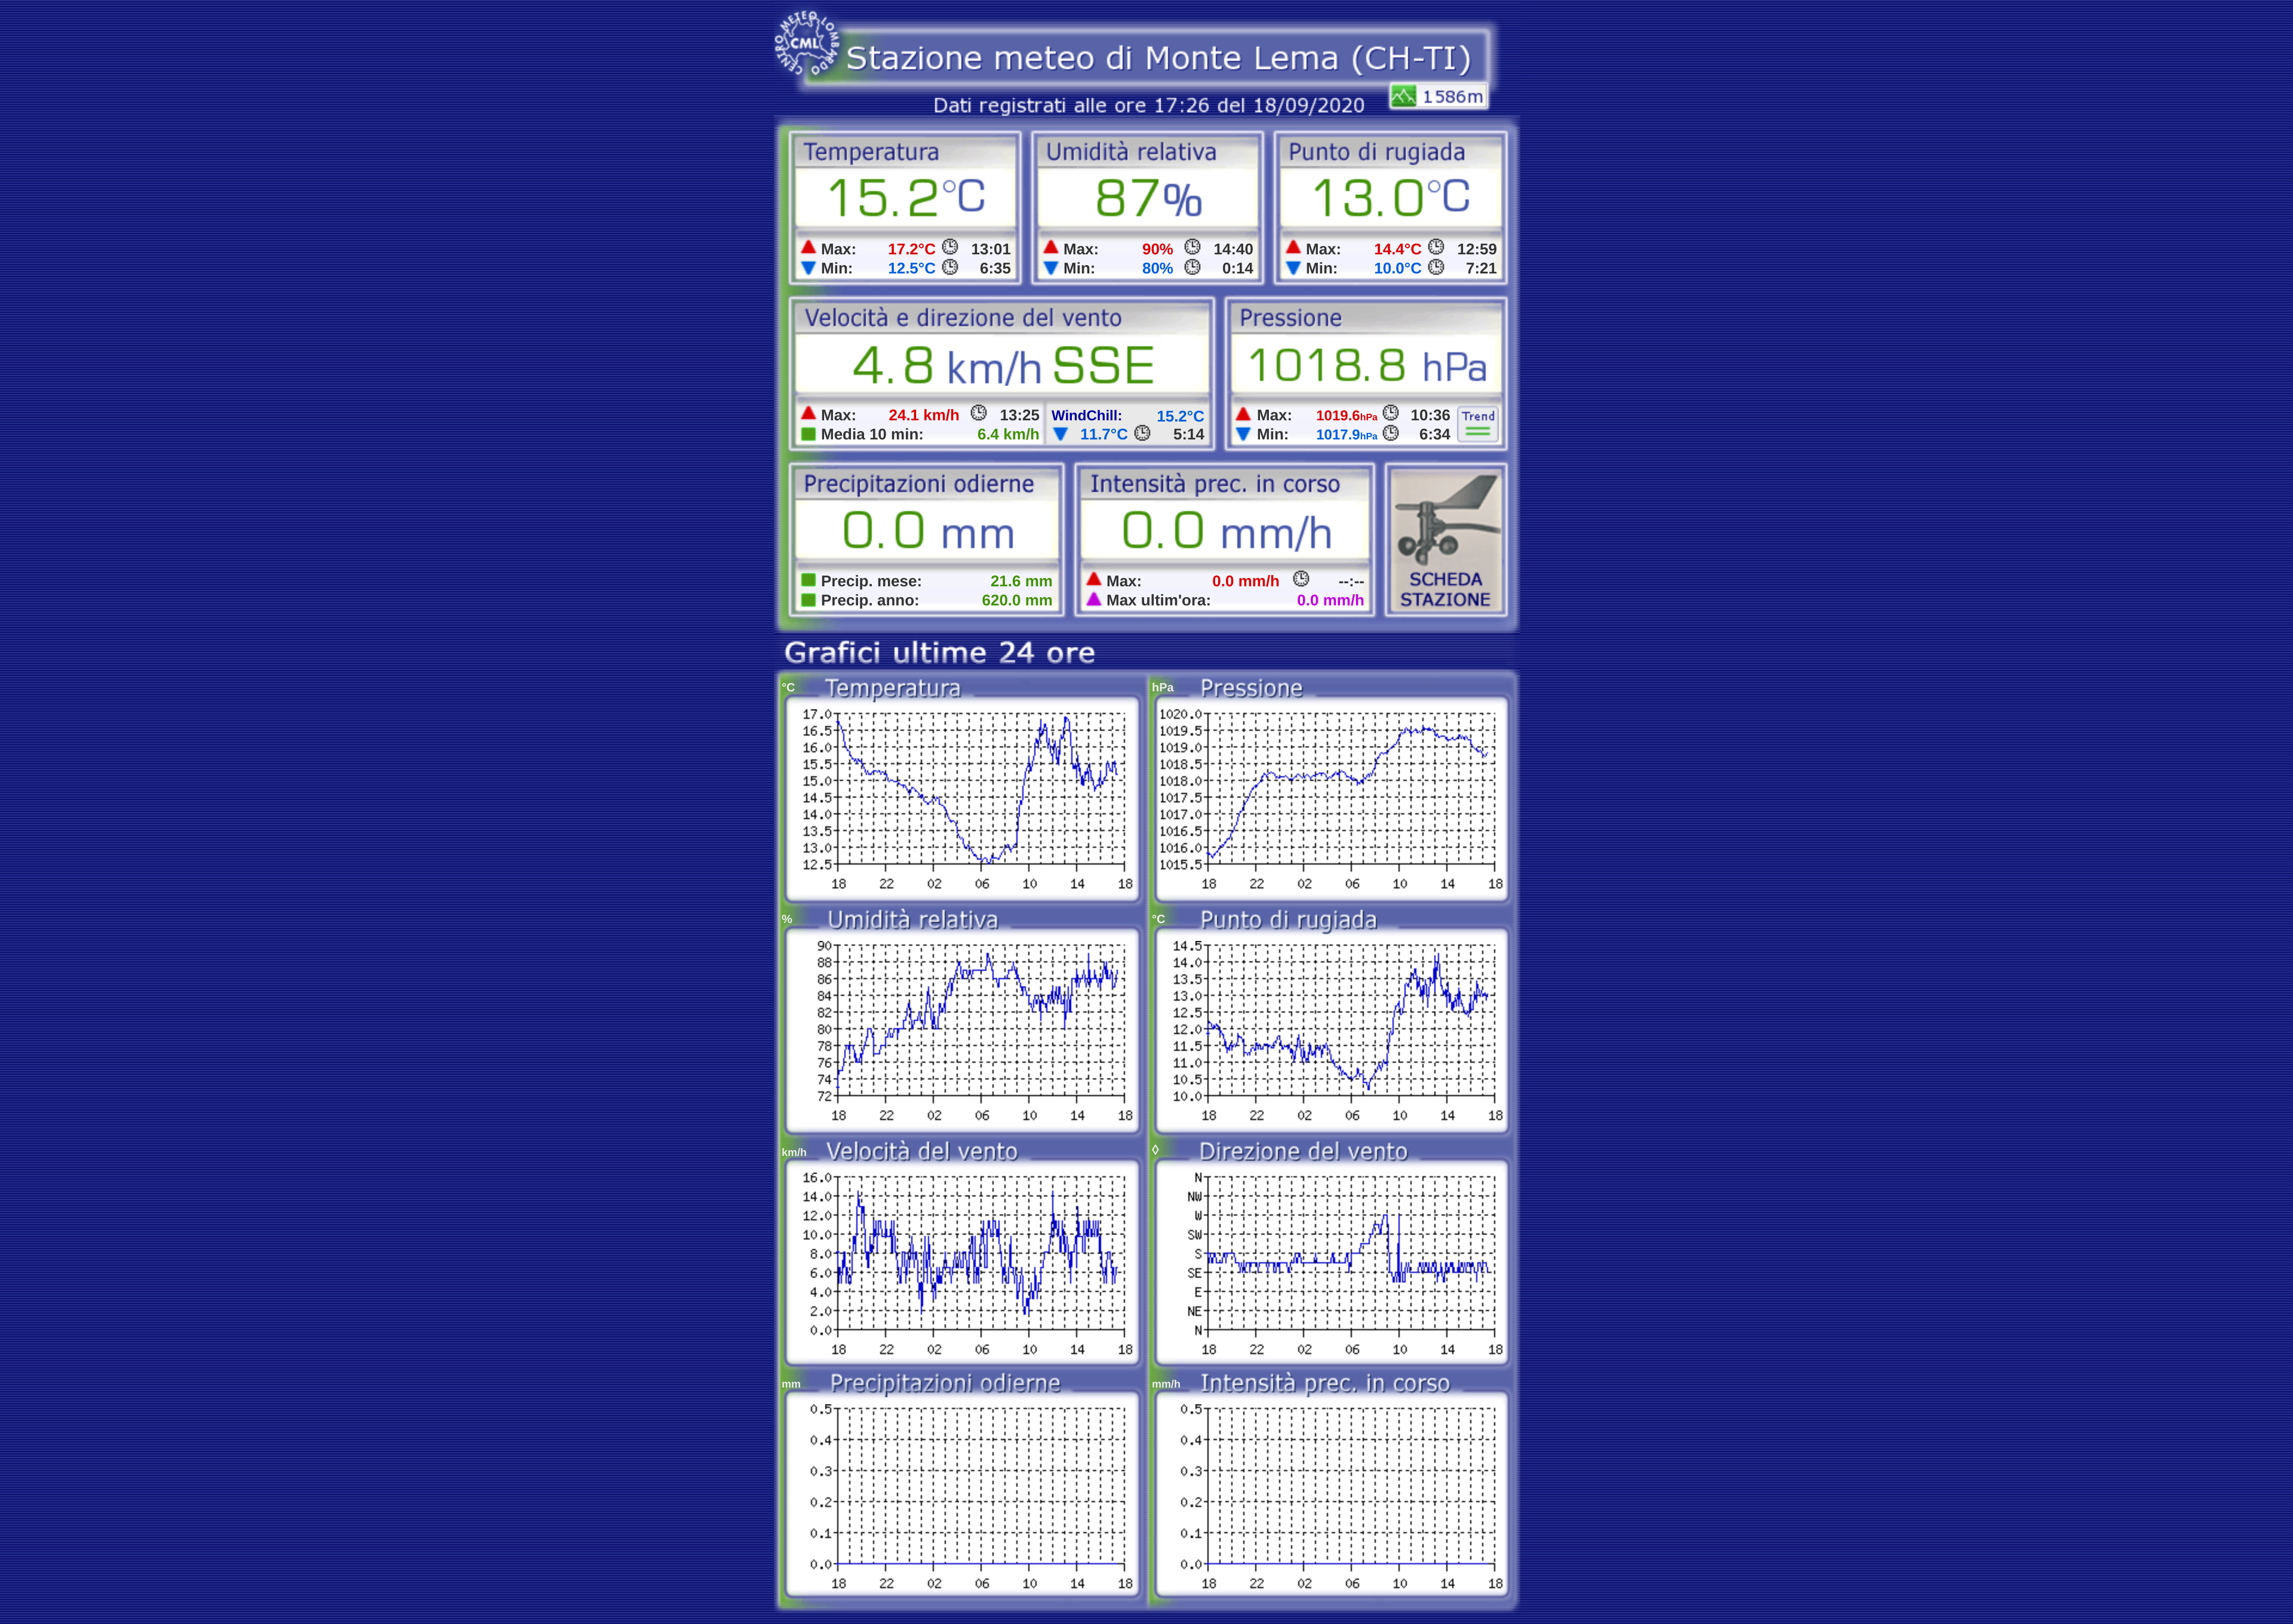 CENTRO METEO LOMBARDO
CML
Stazione meteo di Monte Lema (CH-TI)
Dati registrati alle ore 17:26 del 18/09/2020
1586m
Temperatura
15.2°C
Max: 17.2°C 13:01
Min: 12.5°C 6:35
Umidità relativa
87%
Max: 90% 14:40
Min: 80% 0:14
Punto di rugiada
13.0°C
Max: 14.4°C 12:59
Min: 10.0°C 7:21
Velocità e direzione del vento
4.8 km/h SSE
Max: 24.1 km/h 13:25
Media 10 min: 6.4 km/h
WindChill: 15.2°C
11.7°C 5:14
Pressione
1018.8 hPa
Max: 1019.6hPa 10:36
Min: 1017.9hPa 6:34
Trend
Precipitazioni odierne
0.0 mm
Precip. mese: 21.6 mm
Precip. anno: 620.0 mm
Intensità prec. in corso
0.0 mm/h
Max: 0.0 mm/h --:--
Max ultim'ora: 0.0 mm/h
SCHEDA
STAZIONE
Grafici ultime 24 ore
°C Temperatura
17.0
16.5
16.0
15.5
15.0
14.5
14.0
13.5
13.0
12.5
18 22 02 06 10 14 18
hPa Pressione
1020.0
1019.5
1019.0
1018.5
1018.0
1017.5
1017.0
1016.5
1016.0
1015.5
18 22 02 06 10 14 18
% Umidità relativa
90
88
86
84
82
80
78
76
74
72
18 22 02 06 10 14 18
°C Punto di rugiada
14.5
14.0
13.5
13.0
12.5
12.0
11.5
11.0
10.5
10.0
18 22 02 06 10 14 18
km/h Velocità del vento
16.0
14.0
12.0
10.0
8.0
6.0
4.0
2.0
0.0
18 22 02 06 10 14 18
◊ Direzione del vento
N
NW
W
SW
S
SE
E
NE
N
18 22 02 06 10 14 18
mm Precipitazioni odierne
0.5
0.4
0.3
0.2
0.1
0.0
18 22 02 06 10 14 18
mm/h Intensità prec. in corso
0.5
0.4
0.3
0.2
0.1
0.0
18 22 02 06 10 14 18